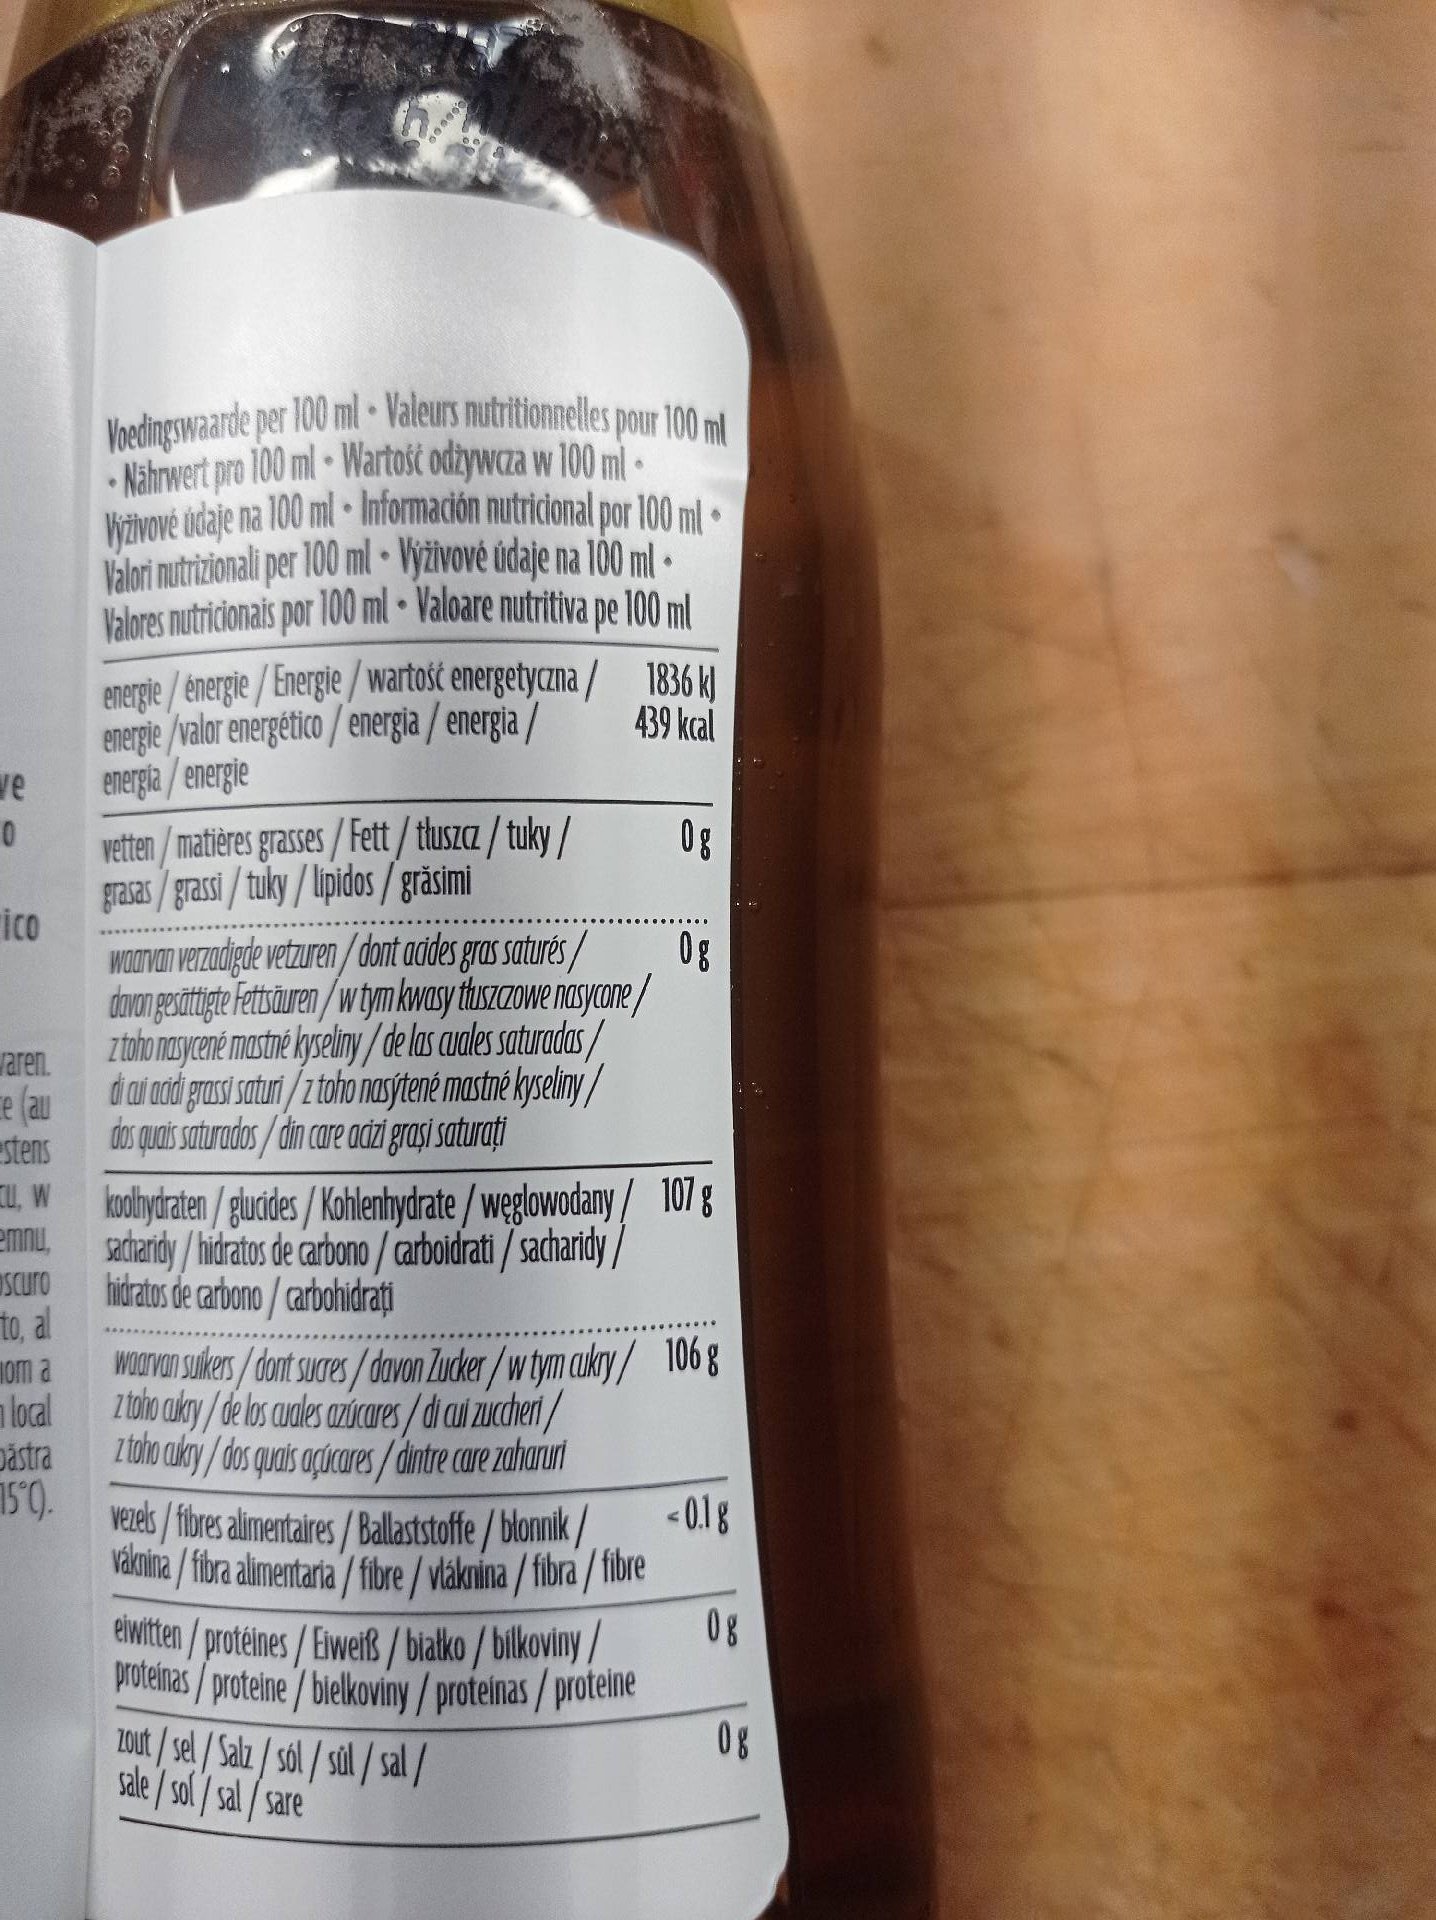 Voedingswaarde per 100 ml • Valeurs nutritionnelles pour 100 ml
• Nährwert pro 100 ml • Wartość odżywcza w 100 ml •
Výživové údaje na 100 ml • Información nutricional por 100 ml •
Valori nutrizionali per 100 ml • Výživové údaje na 100 ml •
Valores nutricionais por 100 ml • Valoare nutritiva pe 100 ml
energie / énergie / Energie / wartość energetyczna / 1836 kJ
energie /valor energético / energia / energia / 439 kcal
energía / energie
vetten / matières grasses / Fett / tłuszcz / tuky / 0 g
grasas / grassi / tuky / lípidos / grăsimi
waarvan verzadigde vetzuren / dont acides gras saturés / 0 g
davon gesättigte Fettsäuren / w tym kwasy tłuszczowe nasycone /
z toho nasycené mastné kyseliny / de las cuales saturadas /
di cui acidi grassi saturi / z toho nasýtené mastné kyseliny /
dos quais saturados / din care acizi grași saturați
koolhydraten / glucides / Kohlenhydrate / węglowodany / 107 g
sacharidy / hidratos de carbono / carboidrati / sacharidy /
hidratos de carbono / carbohidrați
waarvan suikers / dont sucres / davon Zucker / w tym cukry / 106 g
z toho cukry / de los cuales azúcares / di cui zuccheri /
z toho cukry / dos quais açúcares / dintre care zaharuri
vezels / fibres alimentaires / Ballaststoffe / błonnik / < 0.1 g
váknina / fibra alimentaria / fibre / vláknina / fibra / fibre
eiwitten / protéines / Eiweiß / białko / bílkoviny / 0 g
proteínas / proteine / bielkoviny / proteínas / proteine
zout / sel / Salz / sól / sůl / sal / 0 g
sale / soľ / sal / sare
ve
o
ico
varen.
te (au
estens
cu, w
emnu,
oscuro
to, al
nom a
n local
păstra
15°C).